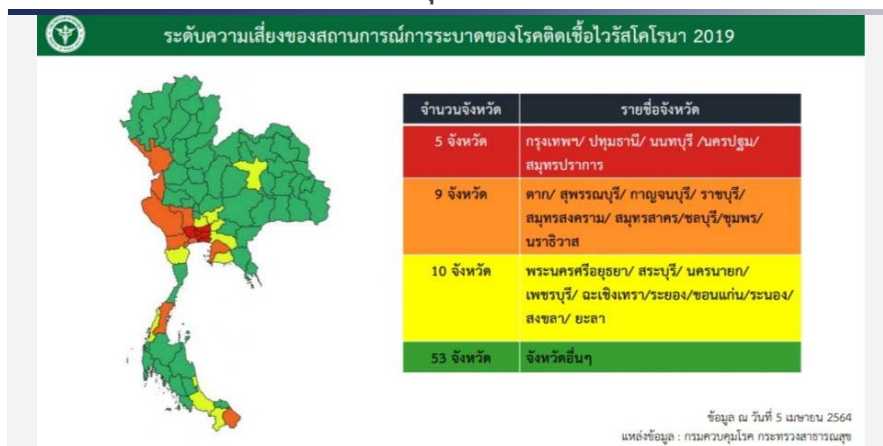 ระดับความเสี่ยงของสถานการณ์การระบาดของโรคติดเชื้อไวรัสโคโรนา 2019
จำนวนจังหวัด รายชื่อจังหวัด
5 จังหวัด กรุงเทพฯ/ ปทุมธานี/ นนทบุรี /นครปฐม/
สมุทรปราการ
9 จังหวัด ตาก/ สุพรรณบุรี/ กาญจนบุรี/ ราชบุรี/
สมุทรสงคราม/ สมุทรสาคร/ชลบุรี/ชุมพร/
นราธิวาส
10 จังหวัด พระนครศรีอยุธยา/ สระบุรี/ นครนายก/
เพชรบุรี/ ฉะเชิงเทรา/ระยอง/ขอนแก่น/ระนอง/
สงขลา/ ยะลา
53 จังหวัด จังหวัดอื่นๆ
ข้อมูล ณ วันที่ 5 เมษายน 2564
แหล่งข้อมูล : กรมควบคุมโรค กระทรวงสาธารณสุข